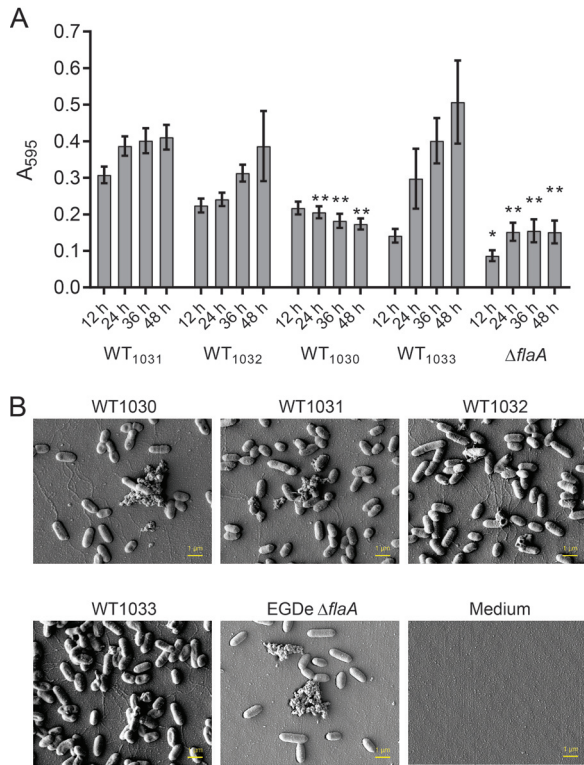 A
A595
0.7
0.6
0.5
0.4
0.3
0.2
0.1
0.0
** ** **
* ** ** **
12 h 24 h 36 h 48 h 12 h 24 h 36 h 48 h 12 h 24 h 36 h 48 h 12 h 24 h 36 h 48 h 12 h 24 h 36 h 48 h
WT1031 WT1032 WT1030 WT1033 ΔflaA
B
WT1030 WT1031 WT1032
1 µm 1 µm 1 µm
WT1033 EGDe ΔflaA Medium
1 µm 1 µm 1 µm